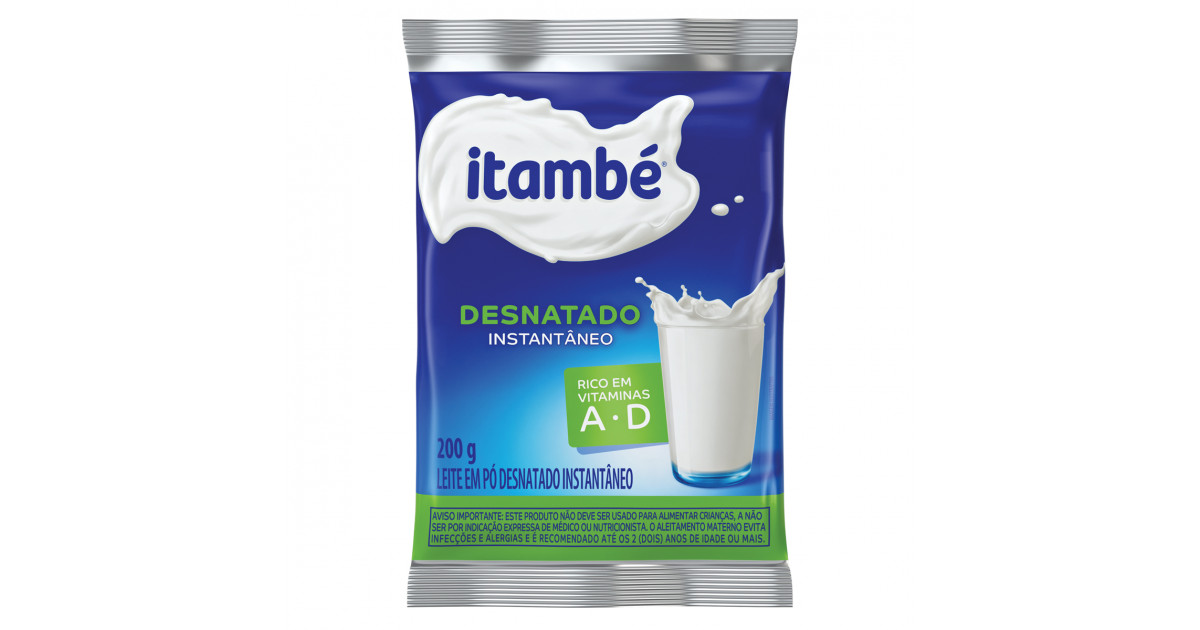 itambé®
DESNATADO
INSTANTÂNEO
RICO EM
VITAMINAS
A · D
200 g
LEITE EM PÓ DESNATADO INSTANTÂNEO
AVISO IMPORTANTE: ESTE PRODUTO NÃO DEVE SER USADO PARA ALIMENTAR CRIANÇAS, A NÃO
SER POR INDICAÇÃO EXPRESSA DE MÉDICO OU NUTRICIONISTA. O ALEITAMENTO MATERNO EVITA
INFECÇÕES E ALERGIAS E É RECOMENDADO ATÉ OS 2 (DOIS) ANOS DE IDADE OU MAIS.